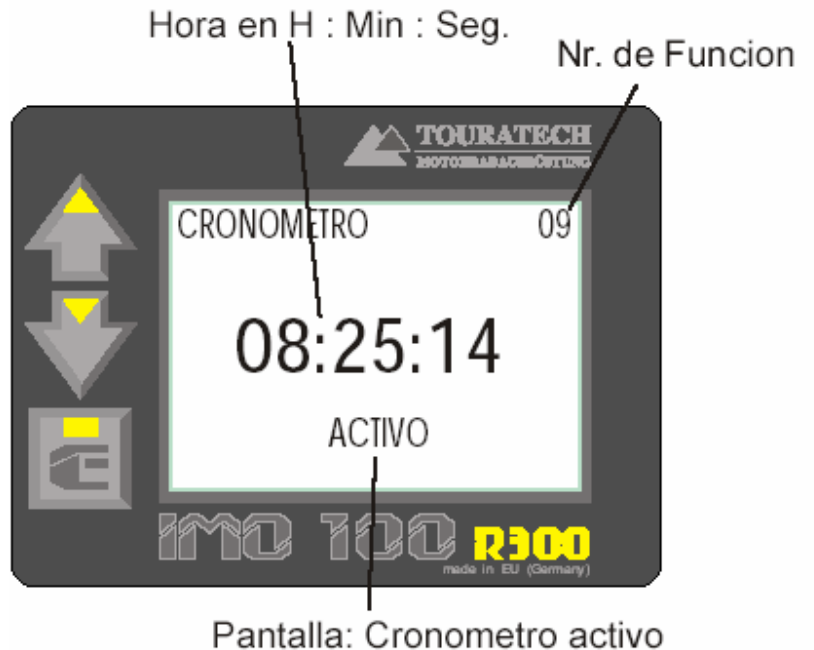 Hora en H : Min : Seg.
Nr. de Funcion
TOURATECH
CRONOMETRO 09
08:25:14
ACTIVO
IMO 100 R300
made in EU (Germany)
Pantalla: Cronometro activo